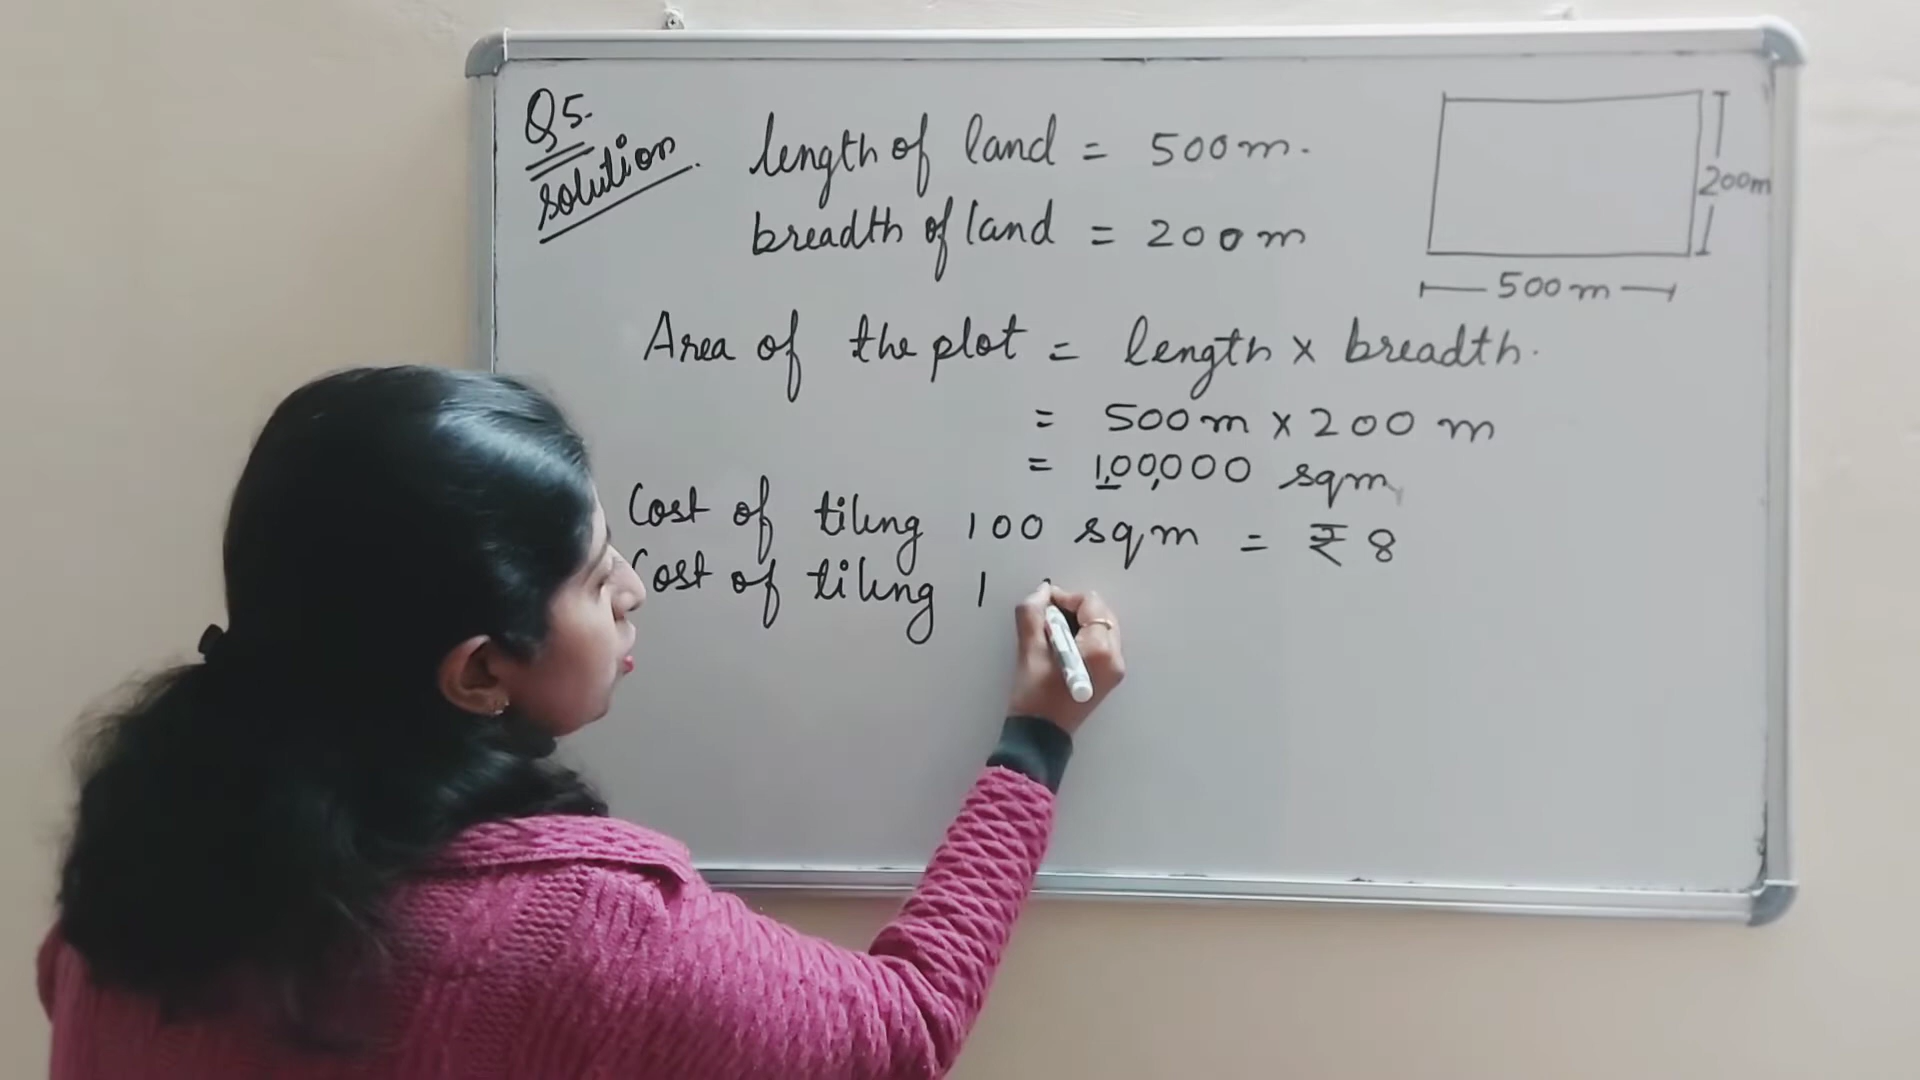 Q5.
Solution.
length of land = 500m.
breadth of land = 200m
200m
500m
Area of the plot = length x breadth.
= 500m x 200 m
= 1,00,000 sqm
Cost of tiling 100 sqm = ₹ 8
Cost of tiling 1